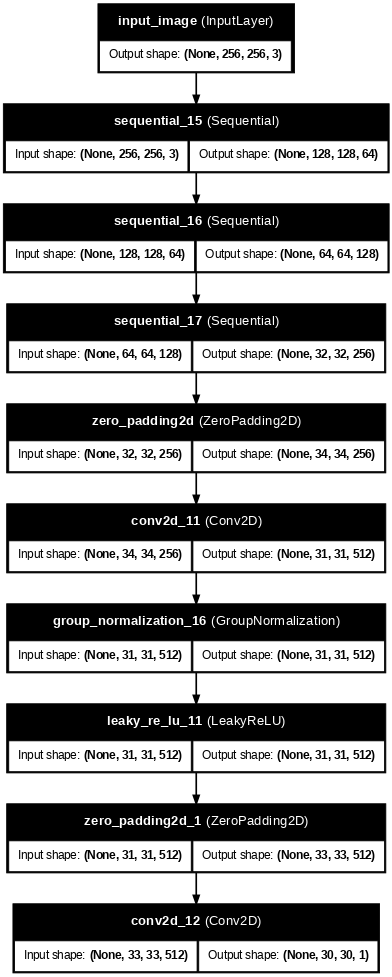 input_image (InputLayer)
Output shape: (None, 256, 256, 3)
sequential_15 (Sequential)
Input shape: (None, 256, 256, 3) Output shape: (None, 128, 128, 64)
sequential_16 (Sequential)
Input shape: (None, 128, 128, 64) Output shape: (None, 64, 64, 128)
sequential_17 (Sequential)
Input shape: (None, 64, 64, 128) Output shape: (None, 32, 32, 256)
zero_padding2d (ZeroPadding2D)
Input shape: (None, 32, 32, 256) Output shape: (None, 34, 34, 256)
conv2d_11 (Conv2D)
Input shape: (None, 34, 34, 256) Output shape: (None, 31, 31, 512)
group_normalization_16 (GroupNormalization)
Input shape: (None, 31, 31, 512) Output shape: (None, 31, 31, 512)
leaky_re_lu_11 (LeakyReLU)
Input shape: (None, 31, 31, 512) Output shape: (None, 31, 31, 512)
zero_padding2d_1 (ZeroPadding2D)
Input shape: (None, 31, 31, 512) Output shape: (None, 33, 33, 512)
conv2d_12 (Conv2D)
Input shape: (None, 33, 33, 512) Output shape: (None, 30, 30, 1)